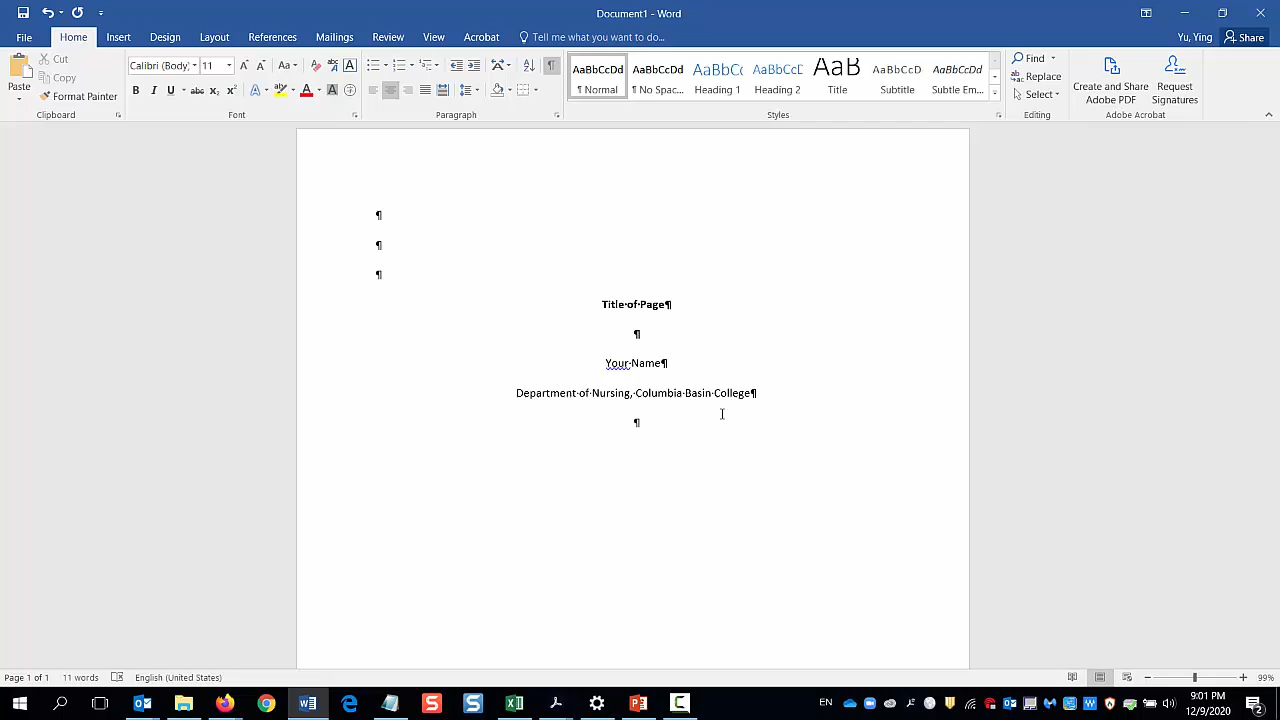 Document1 - Word
File Home Insert Design Layout References Mailings Review View Acrobat Tell me what you want to do... Yu, Ying Share
Paste
Cut
Copy
Format Painter
Clipboard
Calibri (Body) 11
Font
Paragraph
AaBbCcDd AaBbCcDd AaBbCc AaBbCcD AaB AaBbCcD AaBbCcDd
¶ Normal ¶ No Spac... Heading 1 Heading 2 Title Subtitle Subtle Em...
Styles
Find
Replace
Select
Editing
Create and Share
Adobe PDF
Request
Signatures
Adobe Acrobat
¶
¶
¶
Title·of·Page¶
¶
Your·Name¶
Department·of·Nursing,·Columbia·Basin·College¶
¶
Page 1 of 1 11 words English (United States) 99%
EN 9:01 PM
12/9/2020
2